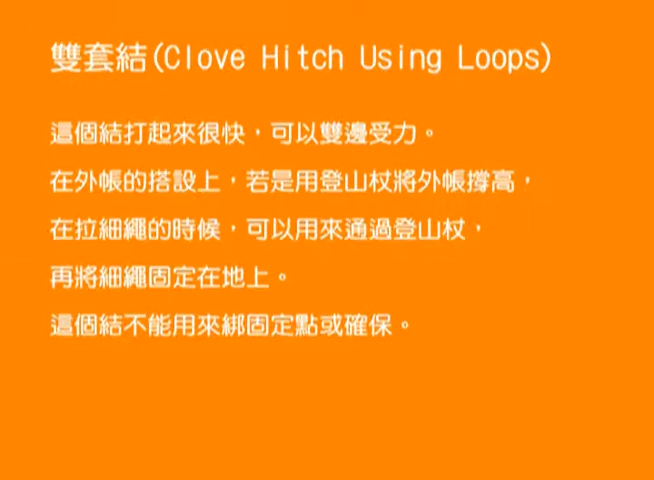 雙套結(Clove Hitch Using Loops)
這個結打起來很快，可以雙邊受力。
在外帳的搭設上，若是用登山杖將外帳撐高，
在拉細繩的時候，可以用來通過登山杖，
再將細繩固定在地上。
這個結不能用來綁固定點或確保。